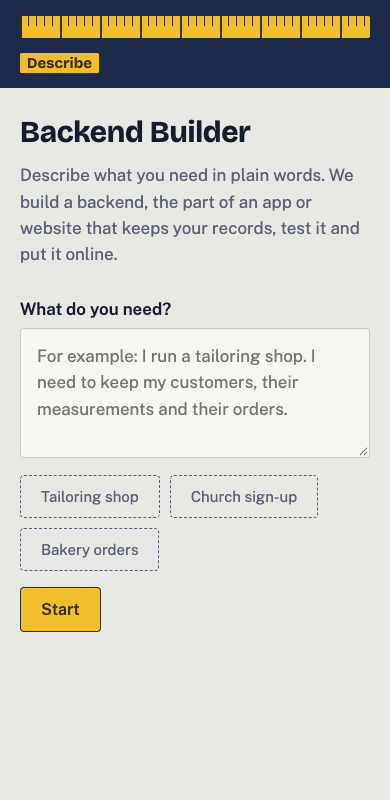 Describe
Backend Builder
Describe what you need in plain words. We
build a backend, the part of an app or
website that keeps your records, test it and
put it online.
What do you need?
For example: I run a tailoring shop. I
need to keep my customers, their
measurements and their orders.
Tailoring shop
Church sign-up
Bakery orders
Start